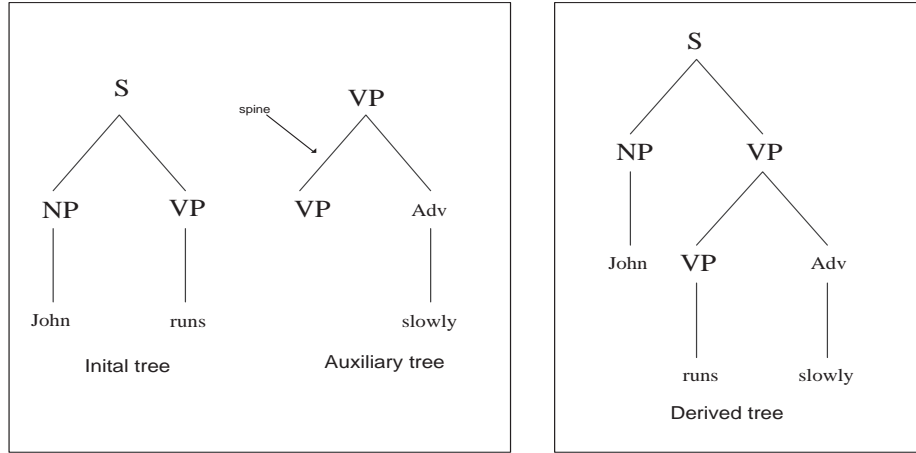 S
spine
VP
NP
VP
VP
Adv
John
runs
slowly
Inital tree
Auxiliary tree
S
NP
VP
John
VP
Adv
runs
slowly
Derived tree